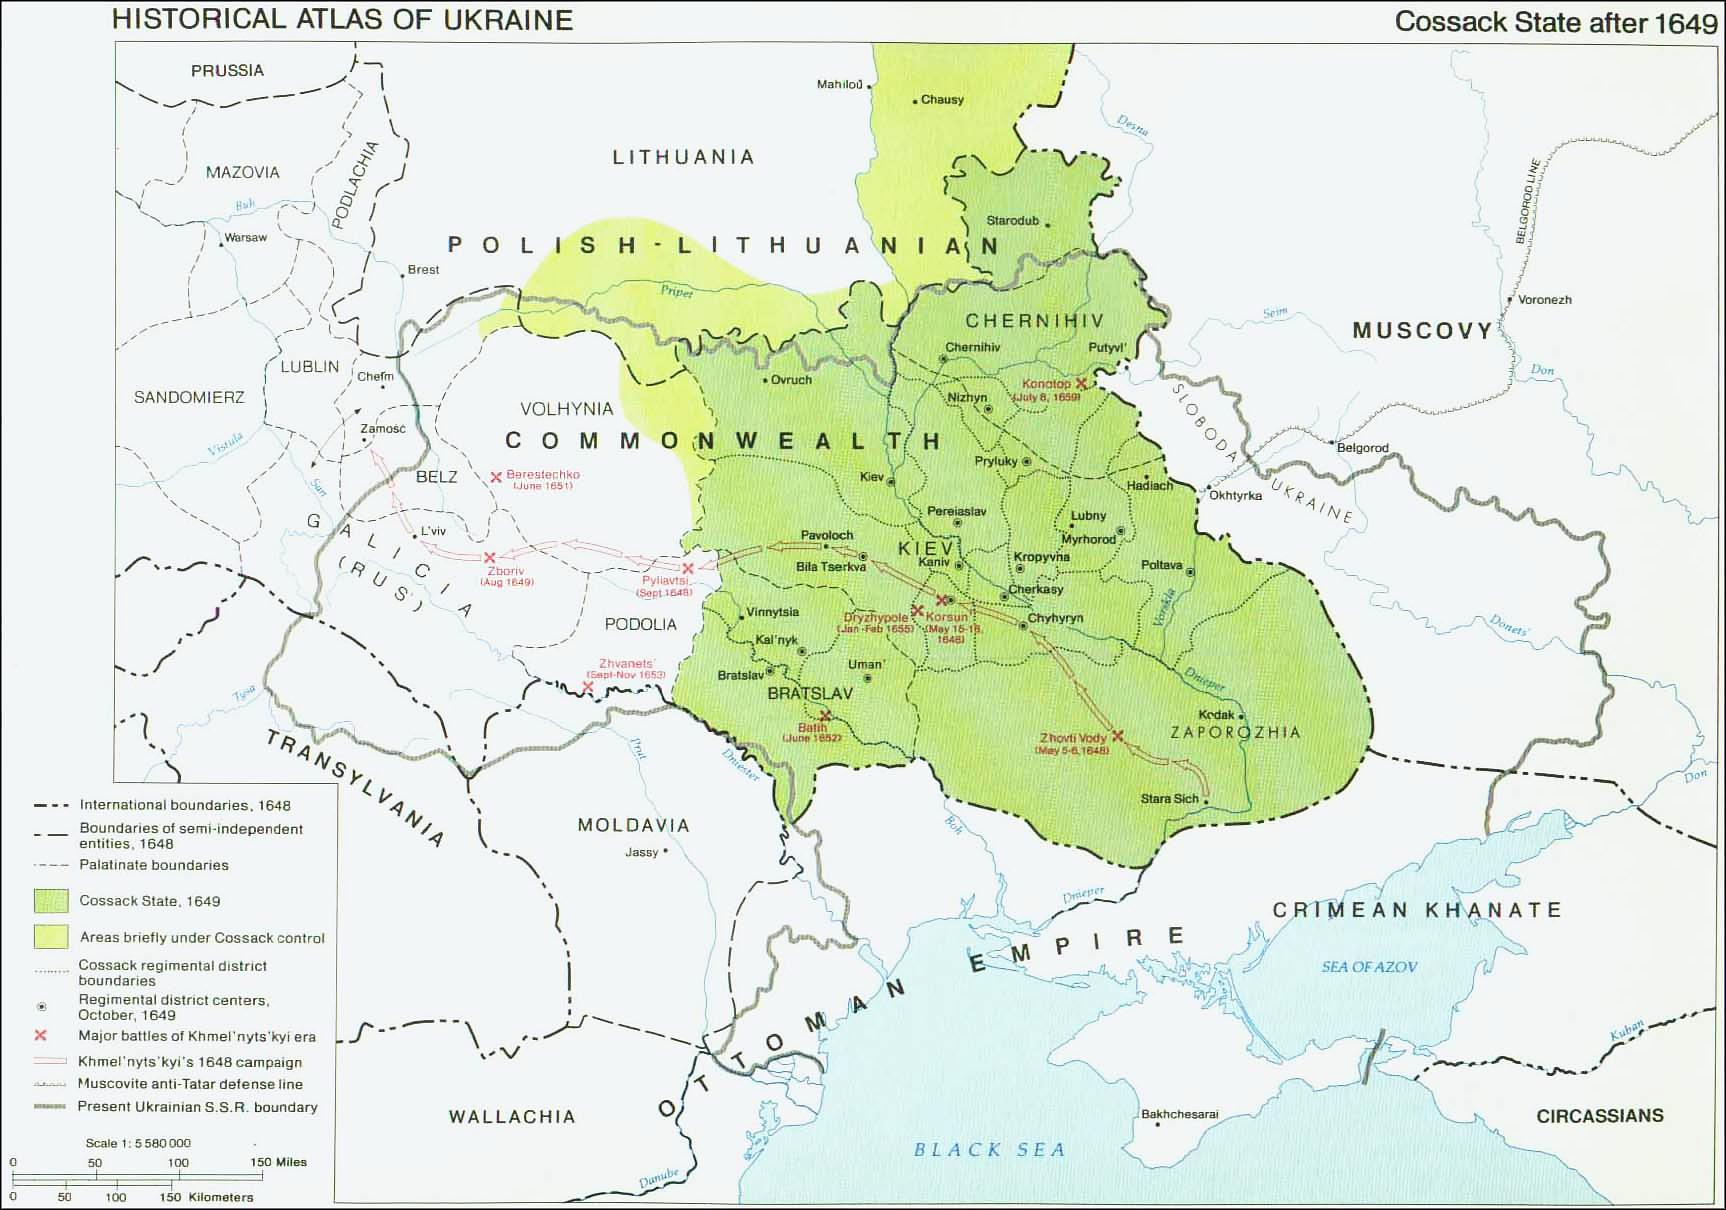 HISTORICAL ATLAS OF UKRAINE
Cossack State after 1649
PRUSSIA
Mahiloŭ
Chausy
Desna
LITHUANIA
MAZOVIA
PODLACHIA
BELGOROD LINE
Buh
Warsaw
Starodub
POLISH-LITHUANIAN
Brest
Pripet
Voronezh
Seim
CHERNIHIV
MUSCOVY
Chernihiv
Putyvl'
LUBLIN
Chełm
Don
Ovruch
Konotop
(July 8, 1659)
SANDOMIERZ
Nizhyn
VOLHYNIA
SLOBODA UKRAINE
Zamość
COMMONWEALTH
Vistula
Belgorod
Pryluky
BELZ
Berestechko
(June 1651)
Kiev
Hadiach
San
Okhtyrka
Pereiaslav
Lubny
GALICIA
(RUS')
L'viv
Pavoloch
Myrhorod
KIEV
Zboriv
(Aug 1649)
Bila Tserkva
Kaniv
Kropyvna
Poltava
Pyliavtsi
(Sept 1648)
Cherkasy
Vorskla
Vinnytsia
Dryzhypole
(Jan-Feb 1655)
Korsun'
(May 15-16,
1648)
Chyhyryn
PODOLIA
Donets'
Kal'nyk
Zhvanets'
(Sept-Nov 1653)
Uman'
Bratslav
Dnieper
BRATSLAV
Tysa
Kodak
Batih
(June 1652)
ZAPOROZHIA
Zhovti Vody
(May 5-6, 1648)
TRANSYLVANIA
Prut
Dniester
Don
Stara Sich
International boundaries, 1648
Boundaries of semi-independent
entities, 1648
Palatinate boundaries
Cossack State, 1649
Areas briefly under Cossack control
Cossack regimental district
boundaries
Regimental district centers,
October, 1649
Major battles of Khmel'nyts'kyi era
Khmel'nyts'kyi's 1648 campaign
Muscovite anti-Tatar defense line
Present Ukrainian S.S.R. boundary
Scale 1: 5 580 000
0 50 100 150 Miles
0 50 100 150 Kilometers
MOLDAVIA
Jassy
Boh
Dnieper
CRIMEAN KHANATE
OTTOMAN EMPIRE
SEA OF AZOV
Kuban
WALLACHIA
Bakhchesarai
CIRCASSIANS
BLACK SEA
Danube